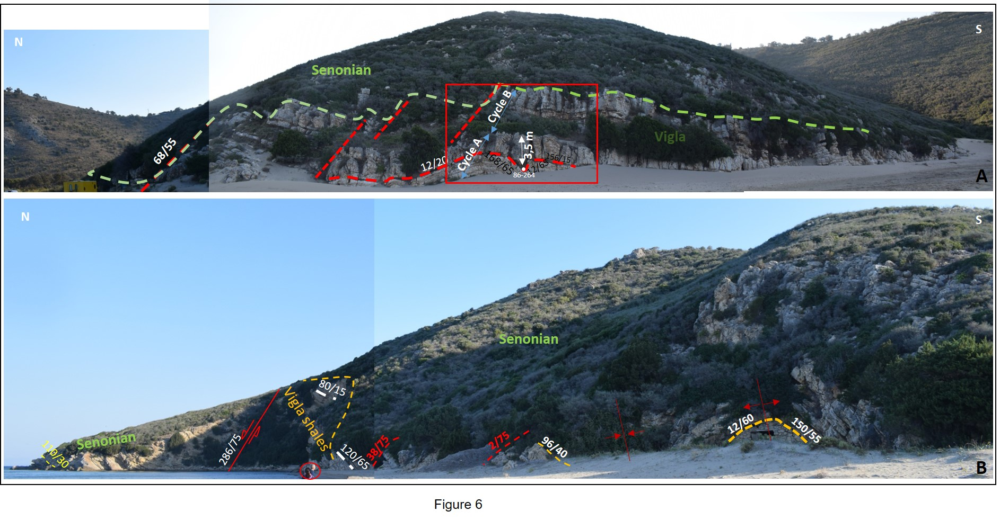 N
S
Senonian
68/55
Cycle B
Cycle A
3,5 m
Vigla
12/20
168/65
12/65
156/15
86-264
A
N
S
Senonian
80/15
Vigla shales
Senonian
110/30
286/75
120/65
38/75
2/75
96/40
12/60
150/55
B
Figure 6